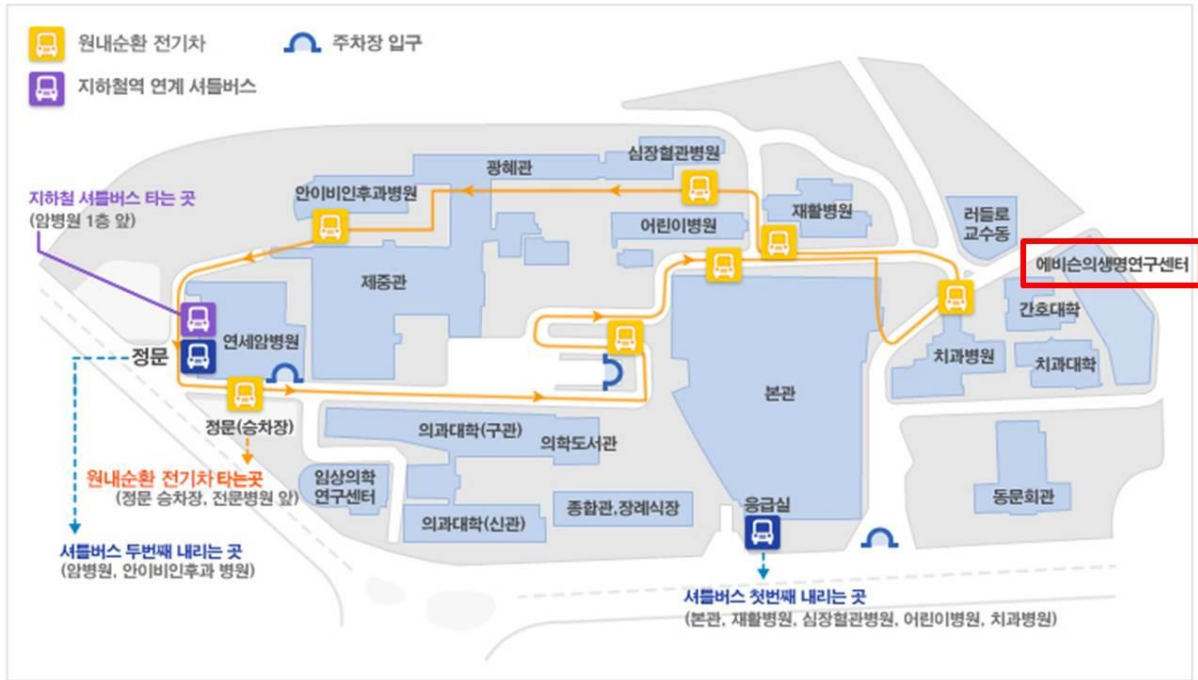 원내순환 전기차
주차장 입구
지하철역 연계 셔틀버스
심장혈관병원
광혜관
안이비인후과병원
지하철 셔틀버스 타는 곳
(암병원 1층 앞)
재활병원
러들로
교수동
어린이병원
에비슨의생명연구센터
제중관
간호대학
연세암병원
정문
치과병원
치과대학
본관
정문(승차장)
의과대학(구관)
의학도서관
원내순환 전기차 타는곳
(정문 승차장, 전문병원 앞)
임상의학
연구센터
종합관,장례식장
응급실
동문회관
의과대학(신관)
셔틀버스 두번째 내리는 곳
(암병원, 안이비인후과 병원)
셔틀버스 첫번째 내리는 곳
(본관, 재활병원, 심장혈관병원, 어린이병원, 치과병원)